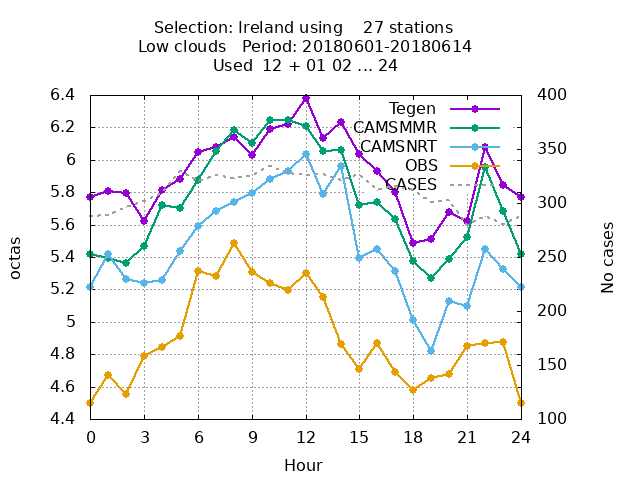 Selection: Ireland using    27 stations
Low clouds   Period: 20180601-20180614
Used  12 + 01 02 ... 24
6.4
6.2
6
5.8
5.6
5.4
5.2
5
4.8
4.6
4.4
octas
400
350
300
250
200
150
100
No cases
Tegen
CAMSMMR
CAMSNRT
OBS
CASES
0 3 6 9 12 15 18 21 24
Hour